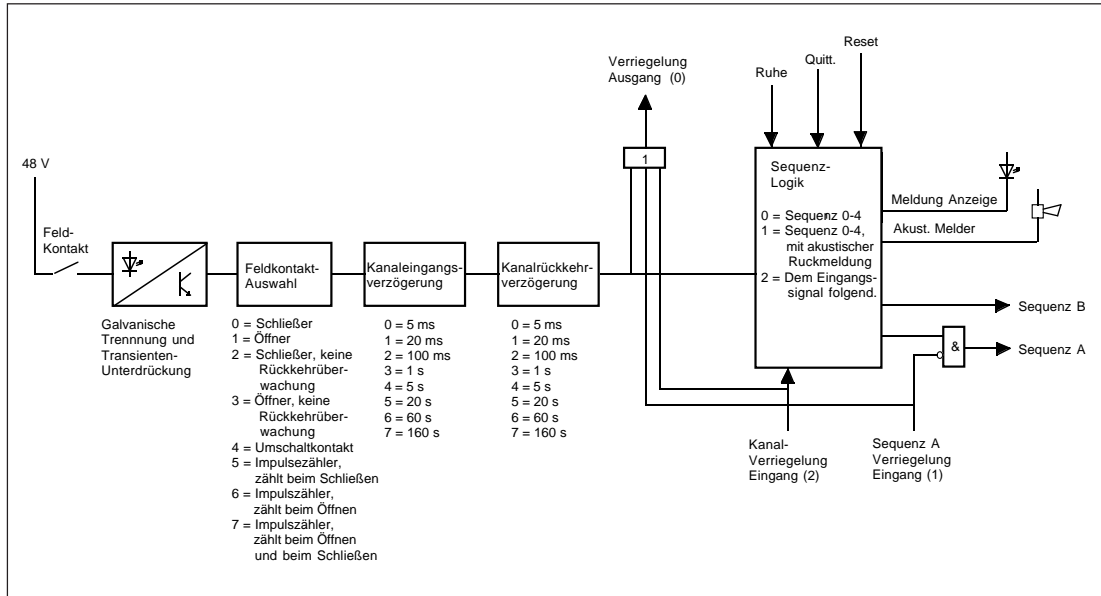 Reset
Quitt.
Ruhe
Verriegelung
Ausgang (0)
1
48 V
Feld-
Kontakt
Feldkontakt-
Auswahl
Kanaleingangs-
verzögerung
Kanalrückkehr-
verzögerung
Sequenz-
Logik
0 = Sequenz 0-4
1 = Sequenz 0-4,
mit akustischer
Ruckmeldung
2 = Dem Eingangs-
signal folgend.
Meldung Anzeige
Akust. Melder
Sequenz B
&
Sequenz A
Galvanische
Trennnung und
Transienten-
Unterdrückung
0 = Schließer
1 = Öffner
2 = Schließer, keine
Rückkehrüber-
wachung
3 = Öffner, keine
Rückkehrüber-
wachung
4 = Umschaltkontakt
5 = Impulsezähler,
zählt beim Schließen
6 = Impulszähler,
zählt beim Öffnen
7 = Impulszähler,
zählt beim Öffnen
und beim Schließen
0 = 5 ms
1 = 20 ms
2 = 100 ms
3 = 1 s
4 = 5 s
5 = 20 s
6 = 60 s
7 = 160 s
0 = 5 ms
1 = 20 ms
2 = 100 ms
3 = 1 s
4 = 5 s
5 = 20 s
6 = 60 s
7 = 160 s
Kanal-
Verriegelung
Eingang (2)
Sequenz A
Verriegelung
Eingang (1)